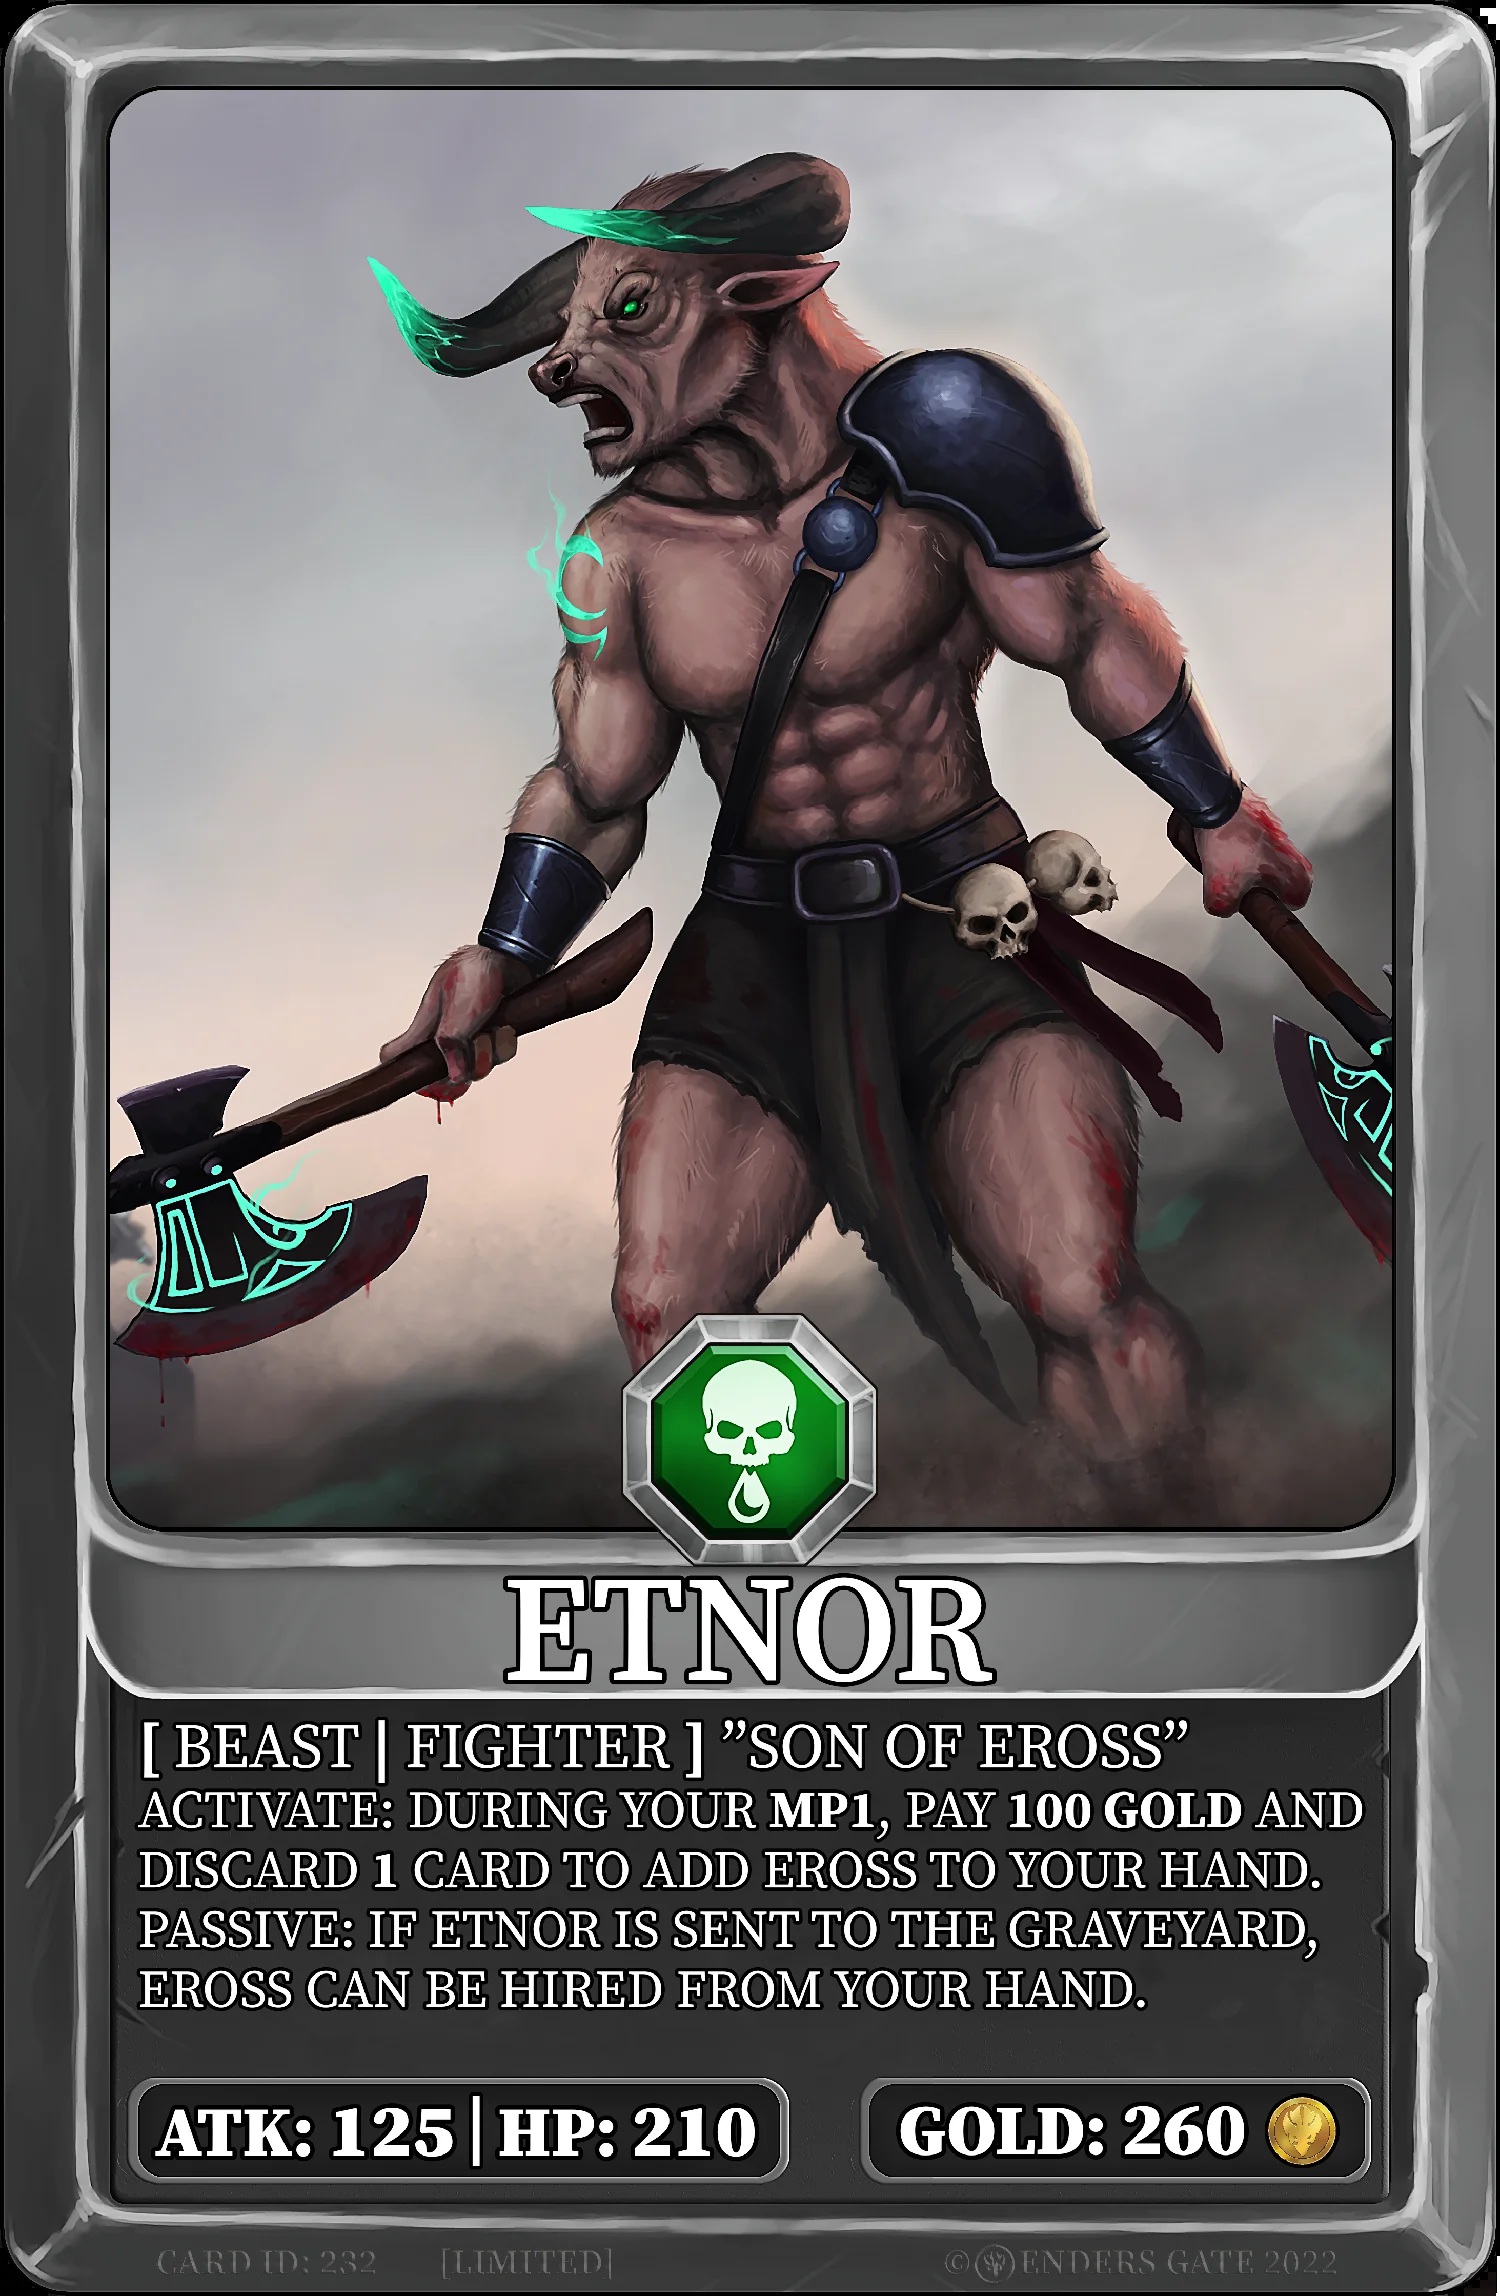 ETNOR
[ BEAST | FIGHTER ] ”SON OF EROSS”
ACTIVATE: DURING YOUR MP1, PAY 100 GOLD AND
DISCARD 1 CARD TO ADD EROSS TO YOUR HAND.
PASSIVE: IF ETNOR IS SENT TO THE GRAVEYARD,
EROSS CAN BE HIRED FROM YOUR HAND.
ATK: 125 | HP: 210 GOLD: 260
CARD ID: 232 [LIMITED] © ENDERS GATE 2022